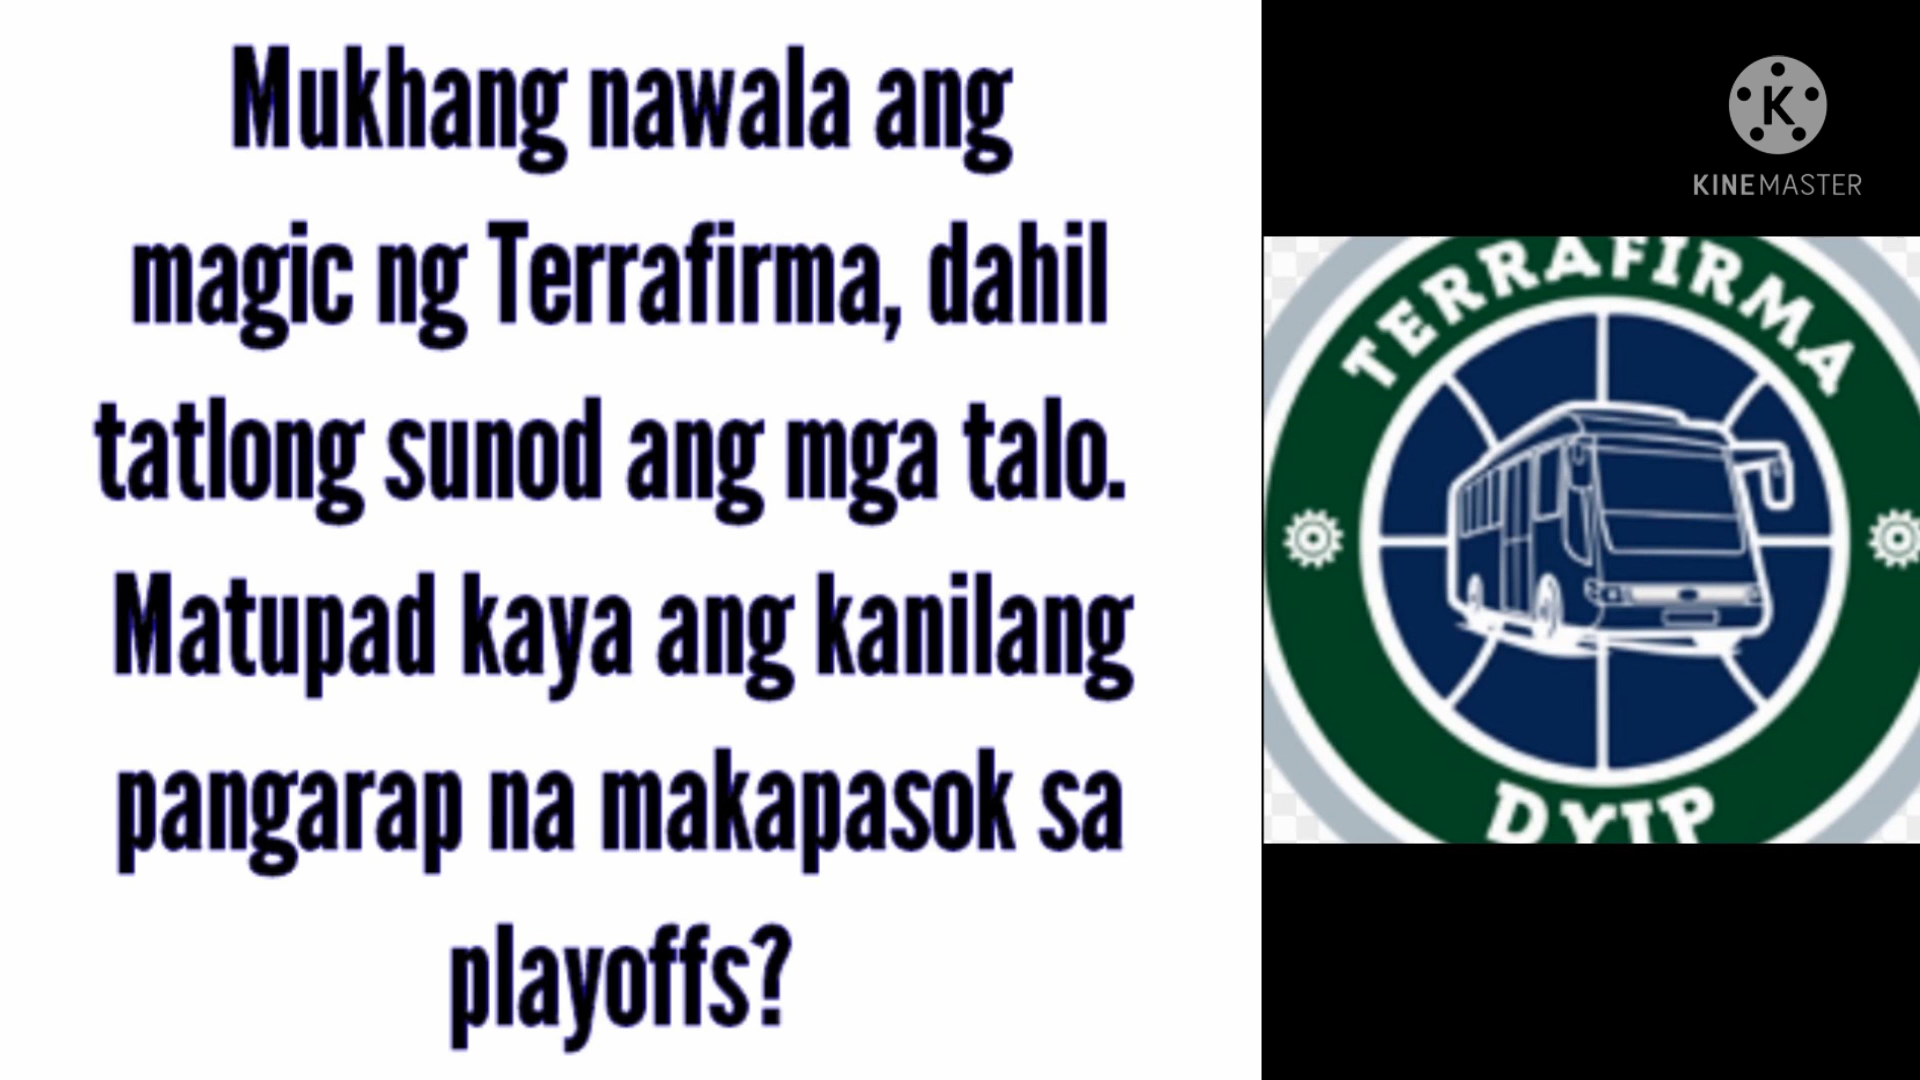 Mukhang nawala ang
magic ng Terrafirma, dahil
tatlong sunod ang mga talo.
Matupad kaya ang kanilang
pangarap na makapasok sa
playoffs?
K
KINEMASTER
TERRAFIRMA
DYIP